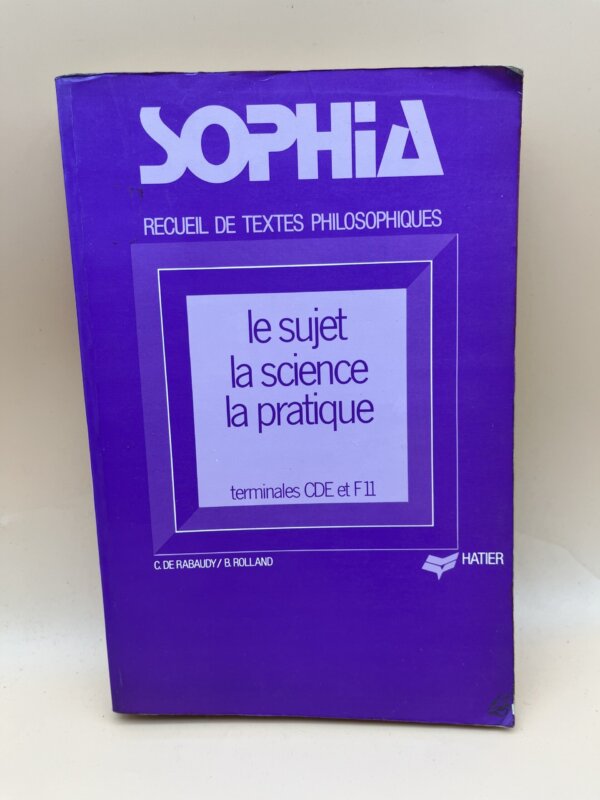 SOPHiA
RECUEIL DE TEXTES PHILOSOPHIQUES
le sujet
la science
la pratique
terminales CDE et F11
C. DE RABAUDY/B. ROLLAND
HATIER